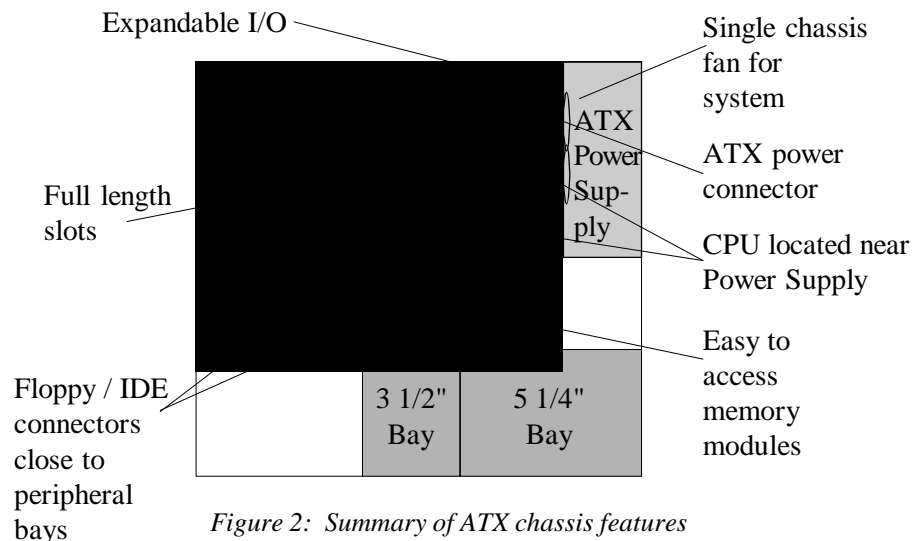 Expandable I/O
Single chassis
fan for
system
ATX
Power
Sup-
ply
ATX power
connector
Full length
slots
CPU located near
Power Supply
Easy to
access
memory
modules
Floppy / IDE
connectors
close to
peripheral
bays
3 1/2"
Bay
5 1/4"
Bay
Figure 2: Summary of ATX chassis features